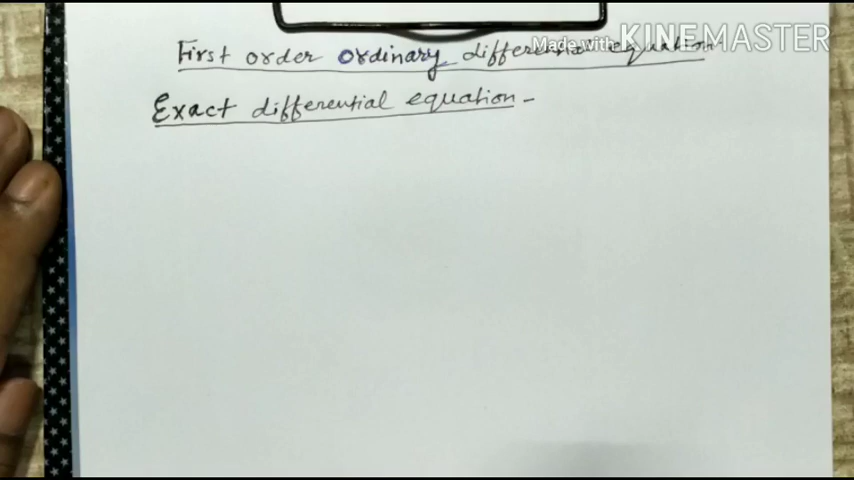 First order ordinary differential equation
Made with KINEMASTER
Exact differential equation -